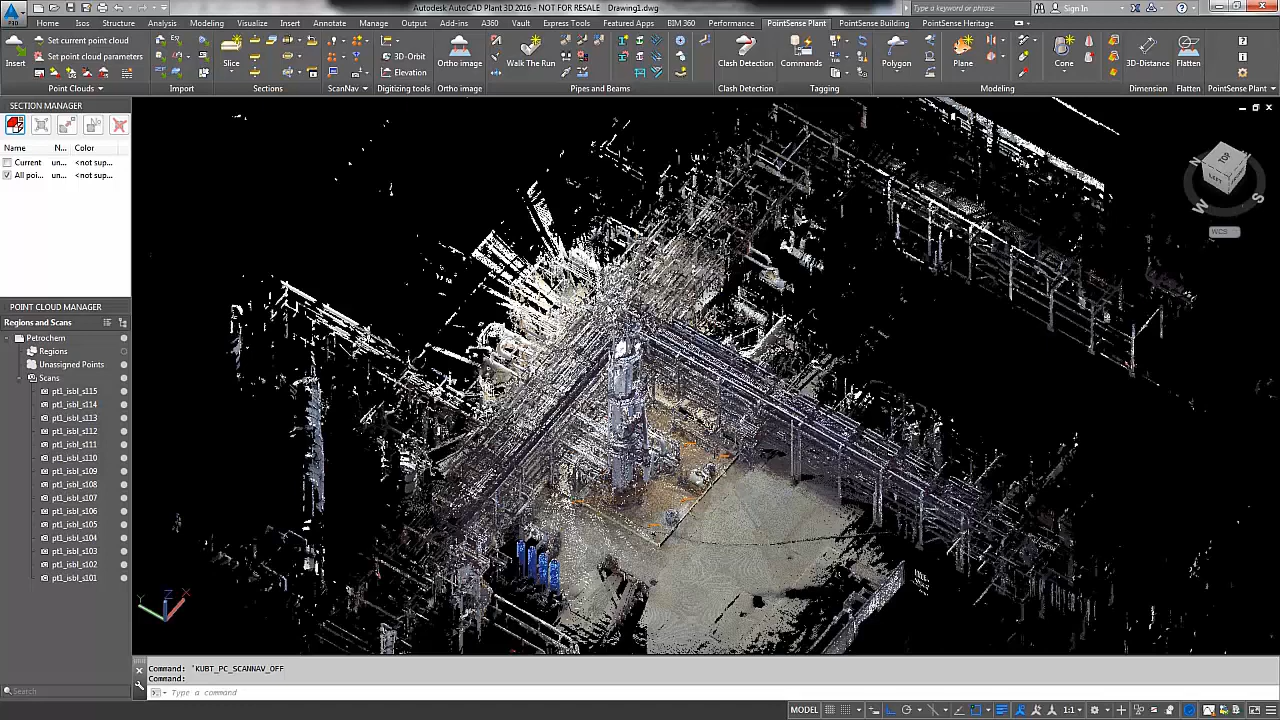 Autodesk AutoCAD Plant 3D 2016 - NOT FOR RESALE Drawing1.dwg
Type a keyword or phrase
Sign In
Home Isos Structure Analysis Modeling Visualize Insert Annotate Manage Output Add-ins A360 Vault Express Tools Featured Apps BIM 360 Performance PointSense Plant PointSense Building PointSense Heritage
P3D
Insert
Set current point cloud
Set point cloud parameters
Slice
3D-Orbit
Elevation
Ortho image
Walk The Run
Clash Detection
Commands
Polygon
Plane
Cone
3D-Distance
Flatten
Point Clouds
Import
Sections
ScanNav
Digitizing tools
Ortho image
Pipes and Beams
Clash Detection
Tagging
Modeling
Dimension
Flatten
PointSense Plant
SECTION MANAGER
Name N... Color
Current un... <not sup...
All poi... un... <not sup...
POINT CLOUD MANAGER
Regions and Scans
Petrochem
Regions
Unassigned Points
Scans
pt1_isbl_s115
pt1_isbl_s114
pt1_isbl_s113
pt1_isbl_s112
pt1_isbl_s111
pt1_isbl_s110
pt1_isbl_s109
pt1_isbl_s108
pt1_isbl_s107
pt1_isbl_s106
pt1_isbl_s105
pt1_isbl_s104
pt1_isbl_s103
pt1_isbl_s102
pt1_isbl_s101
Search
TOP
LEFT
N
W
S
WCS
Y
Z
X
Command: 'KUBT_PC_SCANNAV_OFF
Command:
Type a command
MODEL
1:1